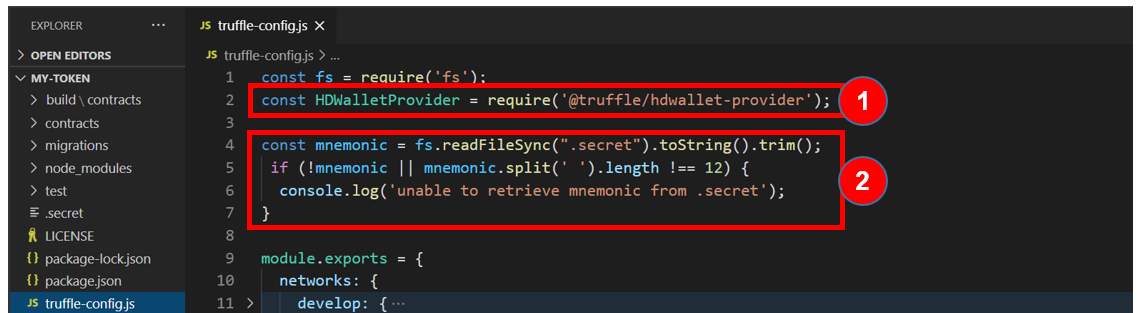 EXPLORER ...
OPEN EDITORS
MY-TOKEN
build \ contracts
contracts
migrations
node_modules
test
.secret
LICENSE
package-lock.json
package.json
JS truffle-config.js
JS truffle-config.js ×
JS truffle-config.js > ...
1 const fs = require('fs');
2 const HDWalletProvider = require('@truffle/hdwallet-provider');
1
3
4 const mnemonic = fs.readFileSync(".secret").toString().trim();
5 if (!mnemonic || mnemonic.split(' ').length !== 12) {
6 console.log('unable to retrieve mnemonic from .secret');
7 }
2
8
9 module.exports = {
10 networks: {
11 > develop: {...